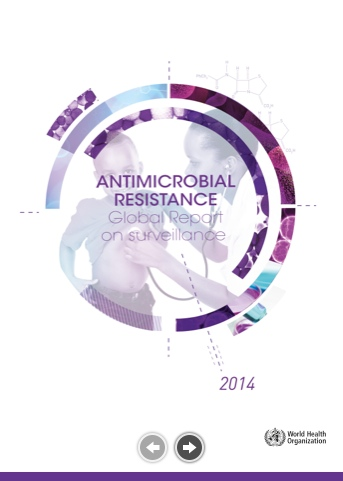 ANTIMICROBIAL
RESISTANCE
Global Report
on surveillance
2014
World Health
Organization